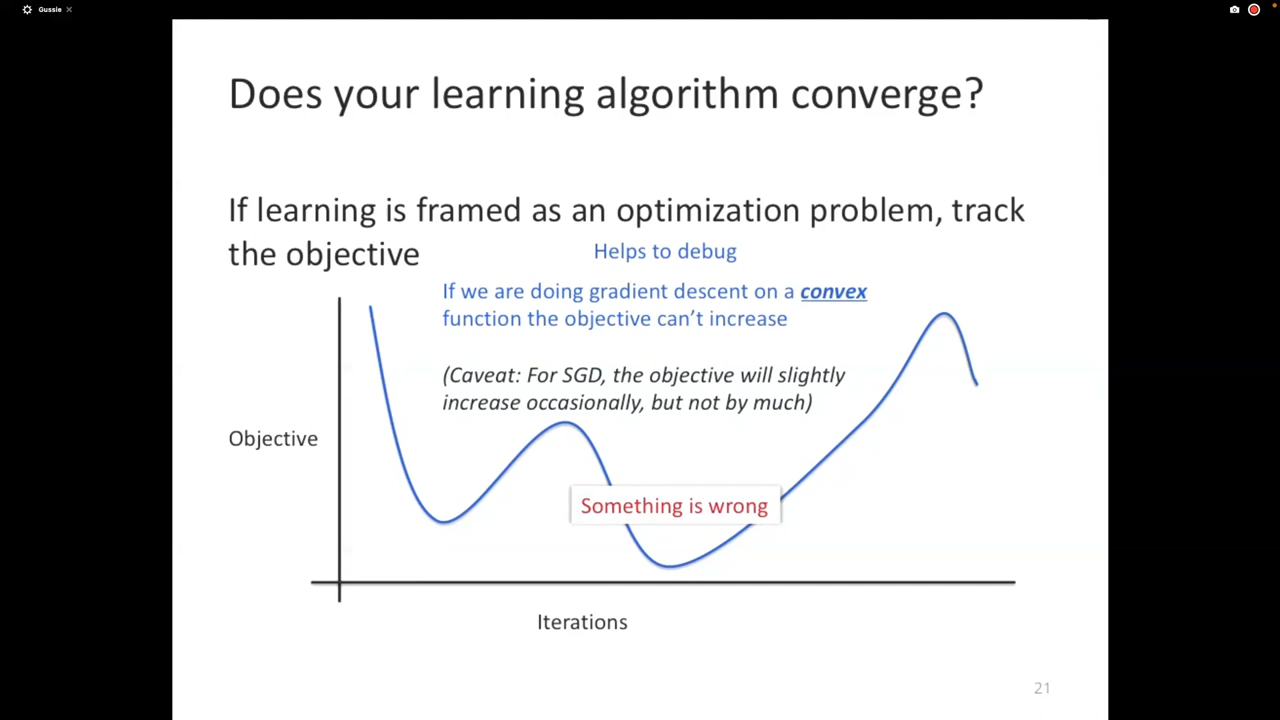 Gussie
Does your learning algorithm converge?
If learning is framed as an optimization problem, track
the objective
Helps to debug
If we are doing gradient descent on a convex
function the objective can’t increase
(Caveat: For SGD, the objective will slightly
increase occasionally, but not by much)
Objective
Something is wrong
Iterations
21